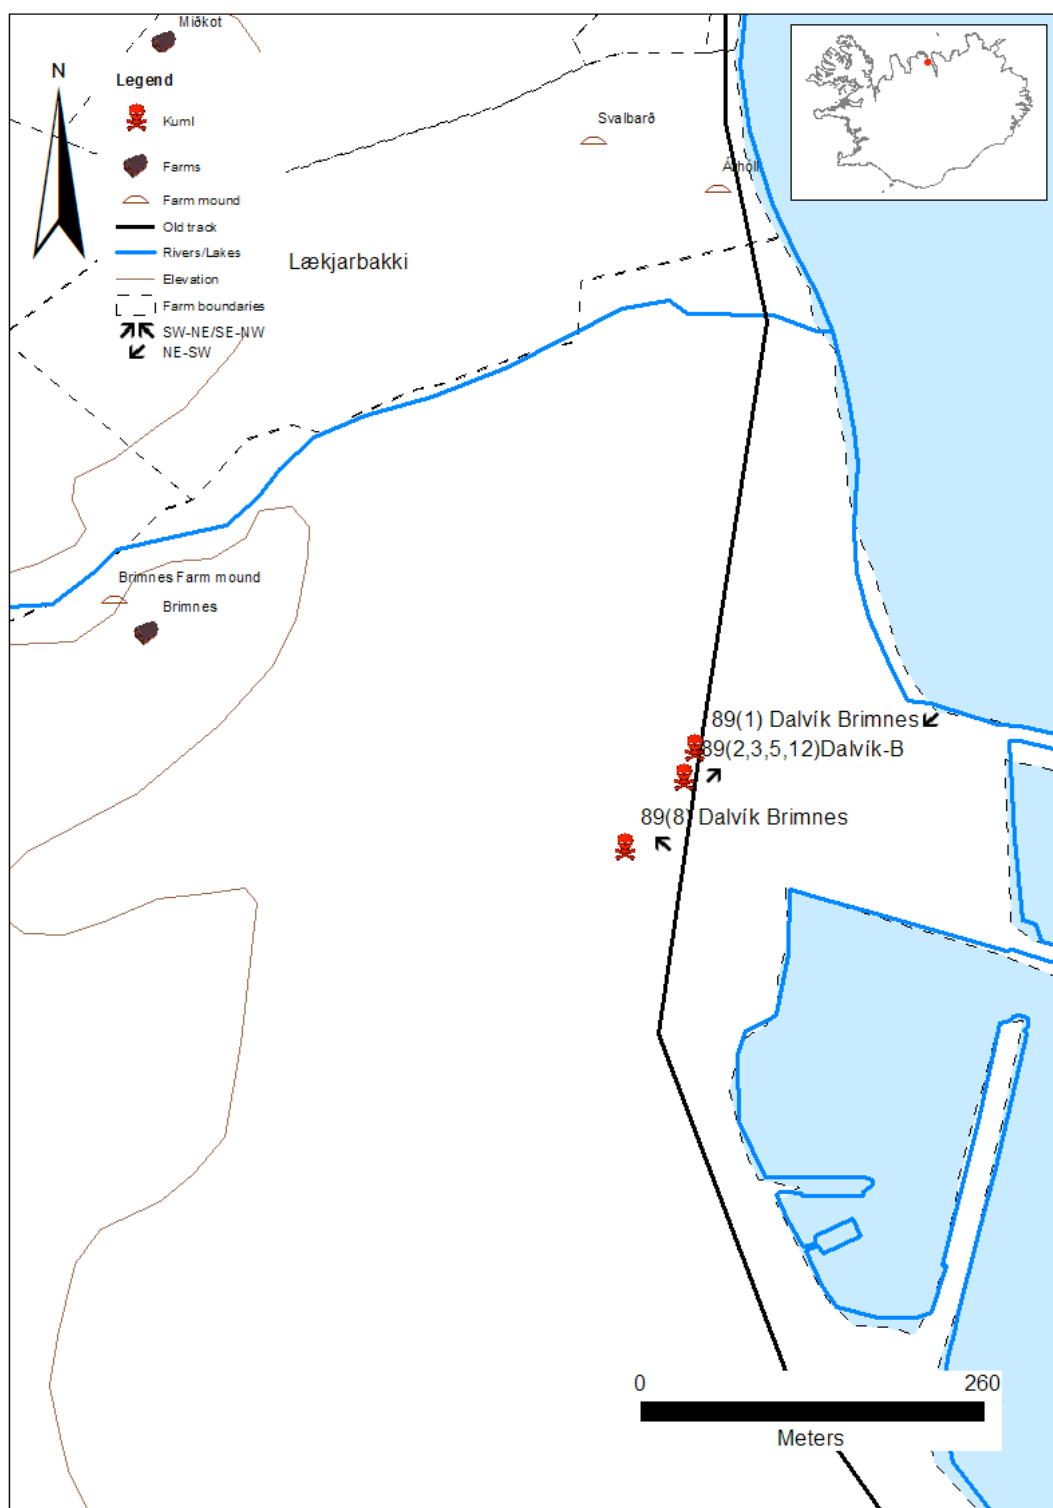 Miðkot
N
Legend
Kuml
Farms
Farm mound
Old track
Rivers/Lakes
Elevation
Farm boundaries
SW-NE/SE-NW
NE-SW
Svalbarð
Árhóll
Lækjarbakki
Brimnes Farm mound
Brimnes
89(1) Dalvík Brimnes
89(2,3,5,12)Dalvík-B
89(8) Dalvík Brimnes
0 260
Meters